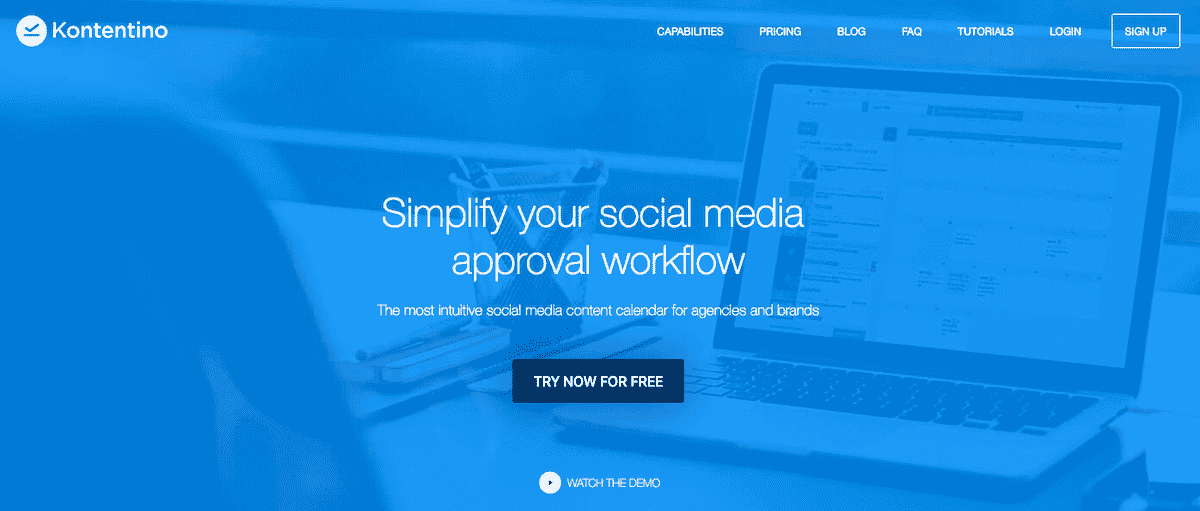 Kontentino
CAPABILITIES
PRICING
BLOG
FAQ
TUTORIALS
LOGIN
SIGN UP
Simplify your social media
approval workflow
The most intuitive social media content calendar for agencies and brands
TRY NOW FOR FREE
WATCH THE DEMO